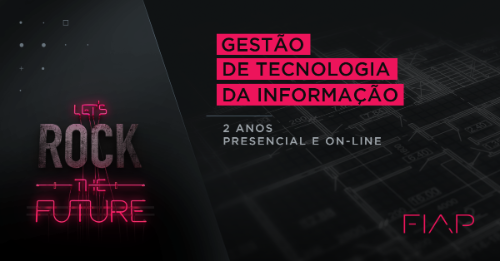 LET'S
ROCK
THE
FUTURE
GESTÃO
DE TECNOLOGIA
DA INFORMAÇÃO
2 ANOS
PRESENCIAL E ON-LINE
FIAP